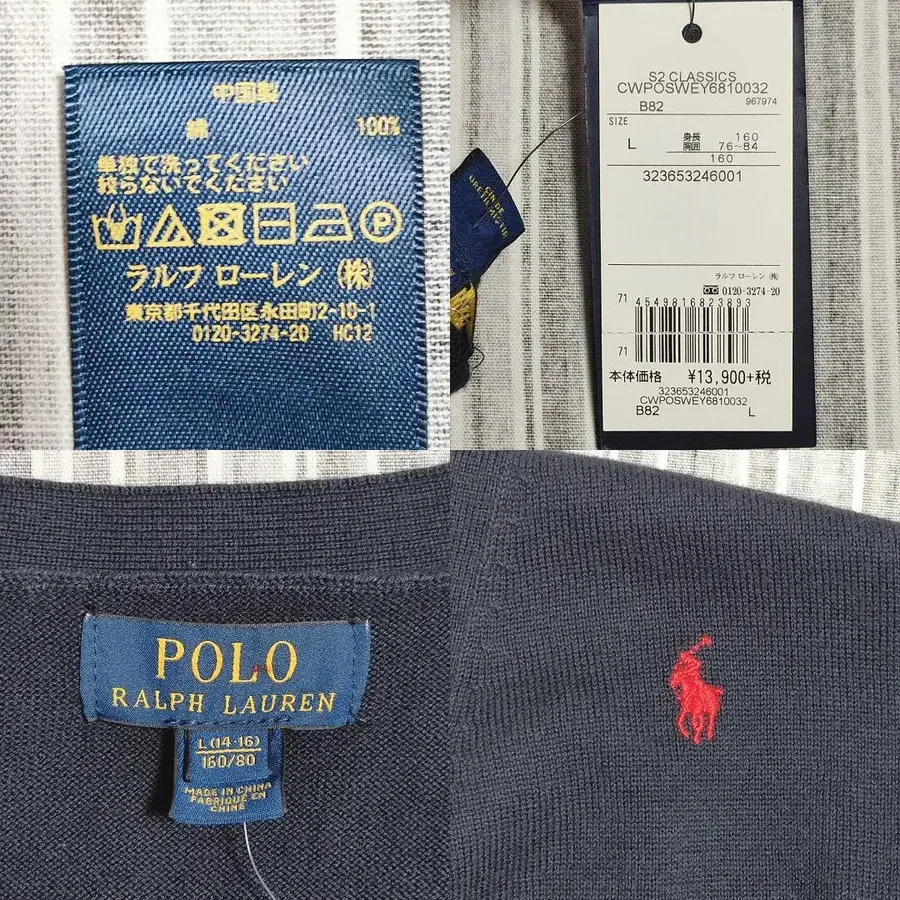 中国製
綿 100%
単独で洗ってください
絞らないでください
P
ラルフ ローレン (株)
東京都千代田区永田町2-10-1
0120-3274-20 HC12
S2 CLASSICS
CWPOSWEY6810032
B82 967974
SIZE
L 身長 160
胸囲 76~84
160
323653246001
ラルフ ローレン (株)
0120-3274-20
71 4549816823893
71
本体価格 ¥13,900+税
323653246001
CWPOSWEY6810032
B82 L
POLO
RALPH LAUREN
L (14-16)
160/80
MADE IN CHINA
FABRIQUÉ EN
CHINE